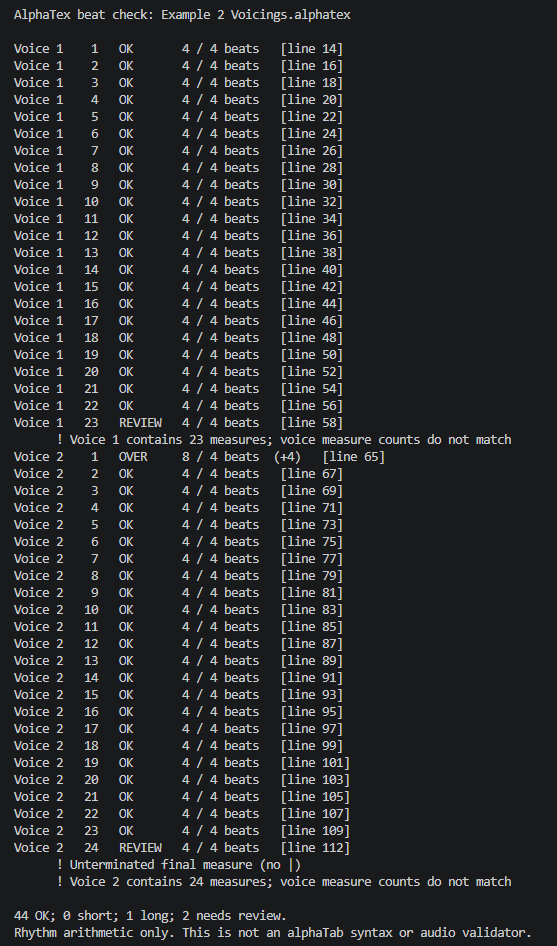 AlphaTex beat check: Example 2 Voicings.alphatex
Voice 1 1 OK 4 / 4 beats [line 14]
Voice 1 2 OK 4 / 4 beats [line 16]
Voice 1 3 OK 4 / 4 beats [line 18]
Voice 1 4 OK 4 / 4 beats [line 20]
Voice 1 5 OK 4 / 4 beats [line 22]
Voice 1 6 OK 4 / 4 beats [line 24]
Voice 1 7 OK 4 / 4 beats [line 26]
Voice 1 8 OK 4 / 4 beats [line 28]
Voice 1 9 OK 4 / 4 beats [line 30]
Voice 1 10 OK 4 / 4 beats [line 32]
Voice 1 11 OK 4 / 4 beats [line 34]
Voice 1 12 OK 4 / 4 beats [line 36]
Voice 1 13 OK 4 / 4 beats [line 38]
Voice 1 14 OK 4 / 4 beats [line 40]
Voice 1 15 OK 4 / 4 beats [line 42]
Voice 1 16 OK 4 / 4 beats [line 44]
Voice 1 17 OK 4 / 4 beats [line 46]
Voice 1 18 OK 4 / 4 beats [line 48]
Voice 1 19 OK 4 / 4 beats [line 50]
Voice 1 20 OK 4 / 4 beats [line 52]
Voice 1 21 OK 4 / 4 beats [line 54]
Voice 1 22 OK 4 / 4 beats [line 56]
Voice 1 23 REVIEW 4 / 4 beats [line 58]
! Voice 1 contains 23 measures; voice measure counts do not match
Voice 2 1 OVER 8 / 4 beats (+4) [line 65]
Voice 2 2 OK 4 / 4 beats [line 67]
Voice 2 3 OK 4 / 4 beats [line 69]
Voice 2 4 OK 4 / 4 beats [line 71]
Voice 2 5 OK 4 / 4 beats [line 73]
Voice 2 6 OK 4 / 4 beats [line 75]
Voice 2 7 OK 4 / 4 beats [line 77]
Voice 2 8 OK 4 / 4 beats [line 79]
Voice 2 9 OK 4 / 4 beats [line 81]
Voice 2 10 OK 4 / 4 beats [line 83]
Voice 2 11 OK 4 / 4 beats [line 85]
Voice 2 12 OK 4 / 4 beats [line 87]
Voice 2 13 OK 4 / 4 beats [line 89]
Voice 2 14 OK 4 / 4 beats [line 91]
Voice 2 15 OK 4 / 4 beats [line 93]
Voice 2 16 OK 4 / 4 beats [line 95]
Voice 2 17 OK 4 / 4 beats [line 97]
Voice 2 18 OK 4 / 4 beats [line 99]
Voice 2 19 OK 4 / 4 beats [line 101]
Voice 2 20 OK 4 / 4 beats [line 103]
Voice 2 21 OK 4 / 4 beats [line 105]
Voice 2 22 OK 4 / 4 beats [line 107]
Voice 2 23 OK 4 / 4 beats [line 109]
Voice 2 24 REVIEW 4 / 4 beats [line 112]
! Unterminated final measure (no |)
! Voice 2 contains 24 measures; voice measure counts do not match
44 OK; 0 short; 1 long; 2 needs review.
Rhythm arithmetic only. This is not an alphaTab syntax or audio validator.